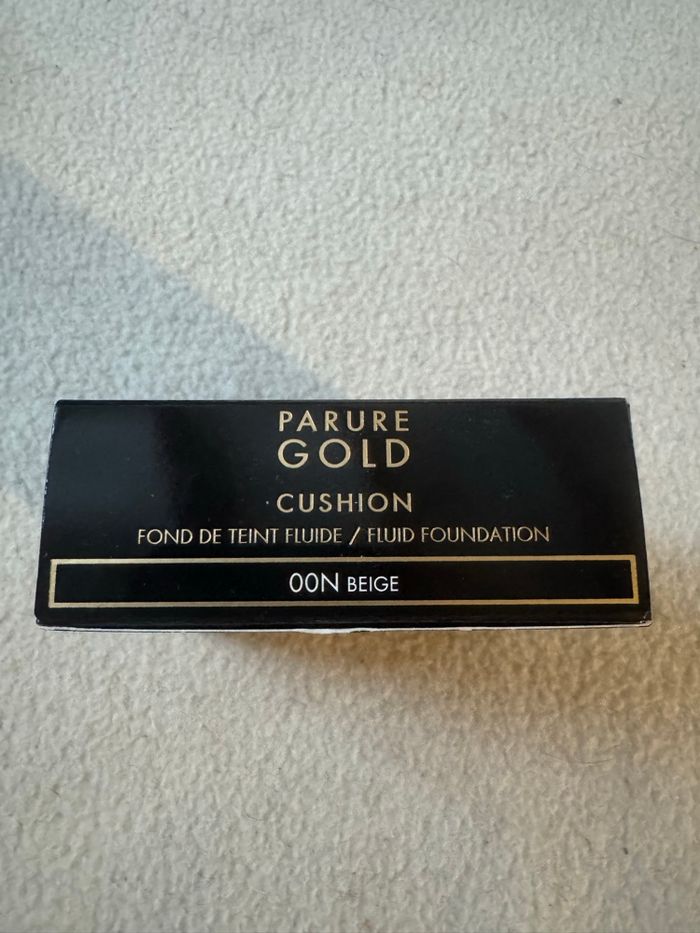 PARURE
GOLD
CUSHION
FOND DE TEINT FLUIDE / FLUID FOUNDATION
00N BEIGE